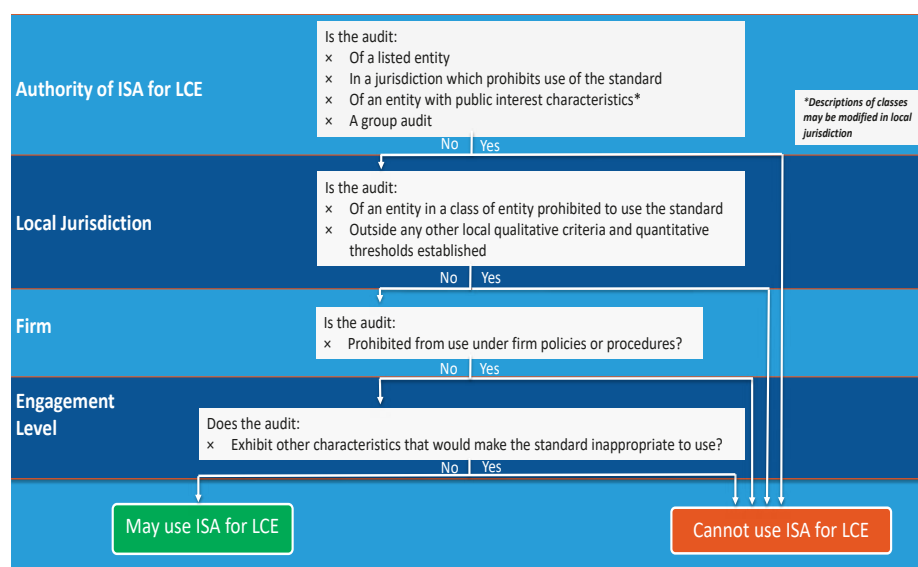 Authority of ISA for LCE
Is the audit:
× Of a listed entity
× In a jurisdiction which prohibits use of the standard
× Of an entity with public interest characteristics*
× A group audit
*Descriptions of classes
may be modified in local
jurisdiction
No Yes
Local Jurisdiction
Is the audit:
× Of an entity in a class of entity prohibited to use the standard
× Outside any other local qualitative criteria and quantitative
thresholds established
No Yes
Firm
Is the audit:
× Prohibited from use under firm policies or procedures?
No Yes
Engagement
Level
Does the audit:
× Exhibit other characteristics that would make the standard inappropriate to use?
No Yes
May use ISA for LCE
Cannot use ISA for LCE